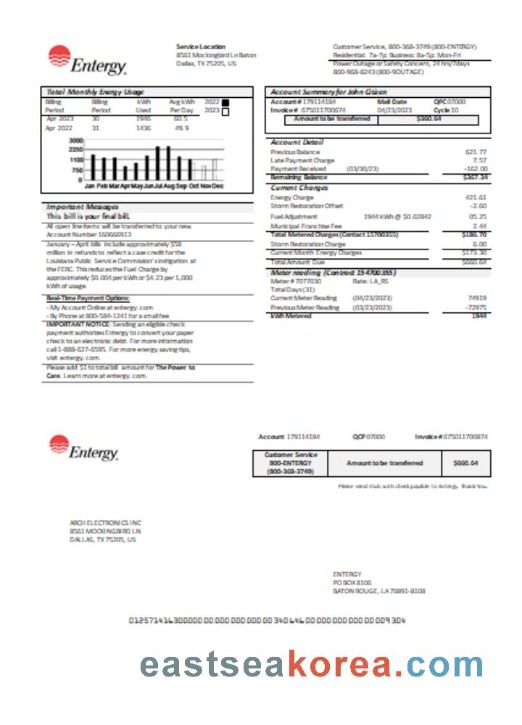 Entergy.
Service Location
8561 Mockingbird Ln Baton
Dallas, TX 75205, US
Customer Service, 800-368-3749 (800-ENTERGY)
Residential: 7a-7p; Business: 8a-5p; Mon-Fri
Power Outage or Safety Concern, 24 hrs/7days
800-968-8243 (800-9OUTAGE)
Total Monthly Energy Usage
Billing Billing kWh Avg kWh 2022
Period Period Used Per Day 2023
Apr 2023 30 1946 60.5
Apr 2022 31 1436 49.9
3000
2250
1500
750
0
Jan Feb Mar Apr May Jun Jul Aug Sep Oct Nov Dec
Important Messages
This bill is your final bill.
All open line items will be transferred to your new
Account Number 160666913
January – April bills include approximately $58
million in refunds to reflect a case credit for the
Louisiana Public Service Commission's instigation at
the FERC. This reduces the Fuel Charge by
approximately $0.004 per kWh or $4.23 per 1,000
kWh of usage.
Real-Time Payment Options:
- My Account Online at entergy.com
- By Phone at 800-584-1241 for a small fee
IMPORTANT NOTICE: Sending an eligible check
payment authorizes Entergy to convert your paper
check to an electronic debit. For more information
call 1-888-627-6595. For more energy saving tips,
visit entergy.com.
Please add $1 to total bill amount for The Power to
Care. Learn more at entergy.com.
Account Summary for John Gtisen
Account # 179114184 Mail Date QPC 07000
Invoice # 675011700674 04/23/2023 Cycle 10
Amount to be transferred $660.64
Account Detail
Previous Balance 621.77
Late Payment Charge 7.57
Payment Received (03/30/23) -162.00
Remaining Balance $367.34
Current Charges
Energy Charge 421.61
Storm Restoration Offset -2.60
Fuel Adjustment 1944 kWh @ $0.02842 05.25
Municipal Franchise Fee 2.44
Total Metered Charges (Contract 15700355) $186.70
Storm Restoration Charge 6.00
Current Month Energy Charges $173.30
Total Amount Due $660.64
Meter reading (Contract 154700355)
Meter # 7077030 Rate: LA_RS
Total Days (31)
Current Meter Reading (04/23/2023) 74919
Previous Meter Reading (03/23/2023) -72975
kWh Metered 1944
Entergy.
Account 179114184 QCP 07000 Invoice # 675011700874
Customer Service
800-ENTERGY
(800-368-3749)
Amount to be transferred $660.64
Please send stub with check payable to entergy. Thank You.
ARCH ELECTRONICS INC
8561 MOCKINGBIRD LN
DALLAS, TX 75205, US
ENTERGY
PO BOX 8106
BATON ROUGE, LA 70891-8108
eastseakorea.com